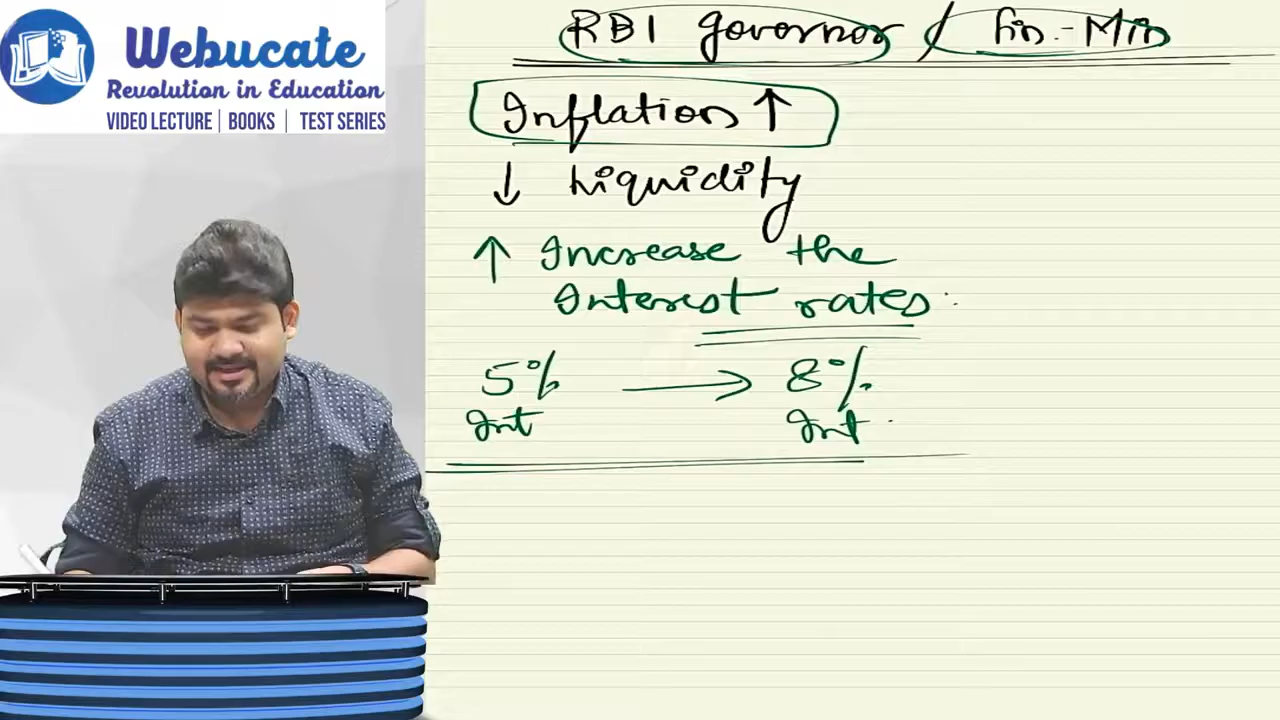 Webucate
Revolution in Education
VIDEO LECTURE | BOOKS | TEST SERIES
RBI governor / Fin.-Min
Inflation ↑
↓ Liquidity
↑ Increase the
Interest rates.
5% → 8%
Int Int.